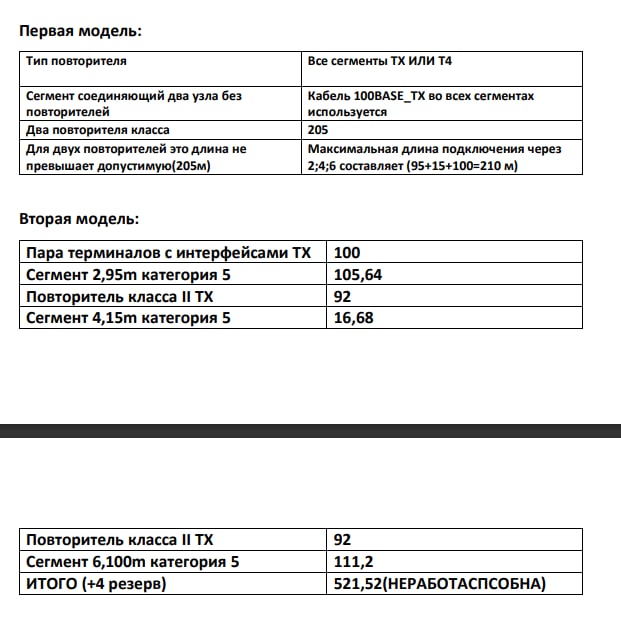 Первая модель:
Тип повторителя
Все сегменты TX ИЛИ T4
Сегмент соединяющий два узла без
повторителей
Кабель 100BASE_TX во всех сегментах
используется
Два повторителя класса
205
Для двух повторителей это длина не
превышает допустимую(205м)
Максимальная длина подключения через
2;4;6 составляет (95+15+100=210 м)
Вторая модель:
Пара терминалов с интерфейсами TX
100
Сегмент 2,95m категория 5
105,64
Повторитель класса II TX
92
Сегмент 4,15m категория 5
16,68
Повторитель класса II TX
92
Сегмент 6,100m категория 5
111,2
ИТОГО (+4 резерв)
521,52(НЕРАБОТАСПСОБНА)